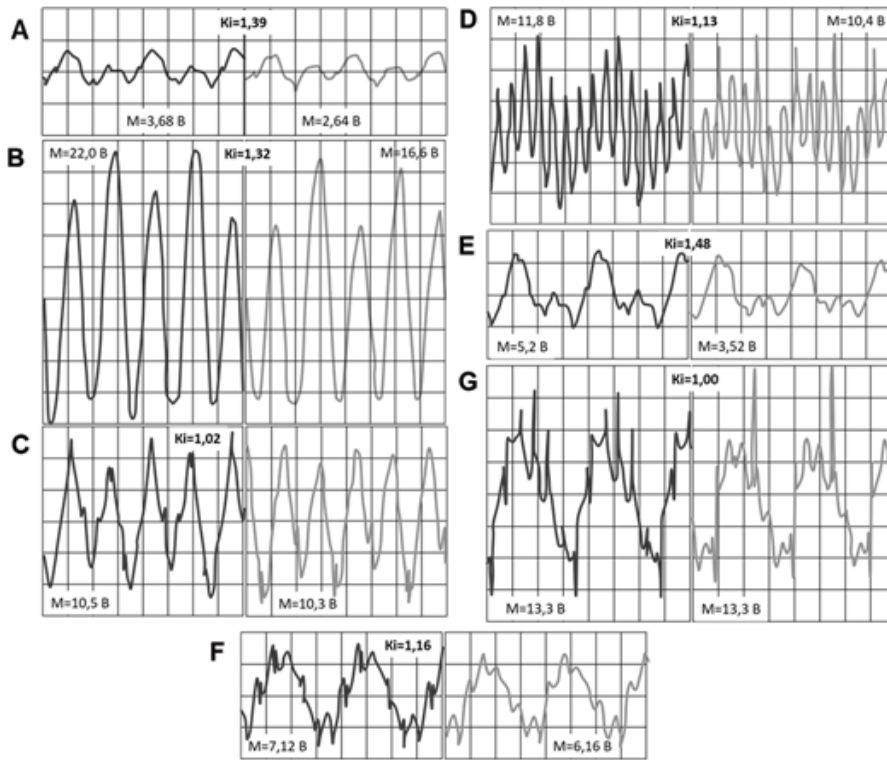 A
Ki=1,39
M=3,68 B
M=2,64 B
B
M=22,0 B
Ki=1,32
M=16,6 B
C
Ki=1,02
M=10,5 B
M=10,3 B
D
M=11,8 B
Ki=1,13
M=10,4 B
E
Ki=1,48
M=5,2 B
M=3,52 B
G
Ki=1,00
M=13,3 B
M=13,3 B
F
Ki=1,16
M=7,12 B
M=6,16 B